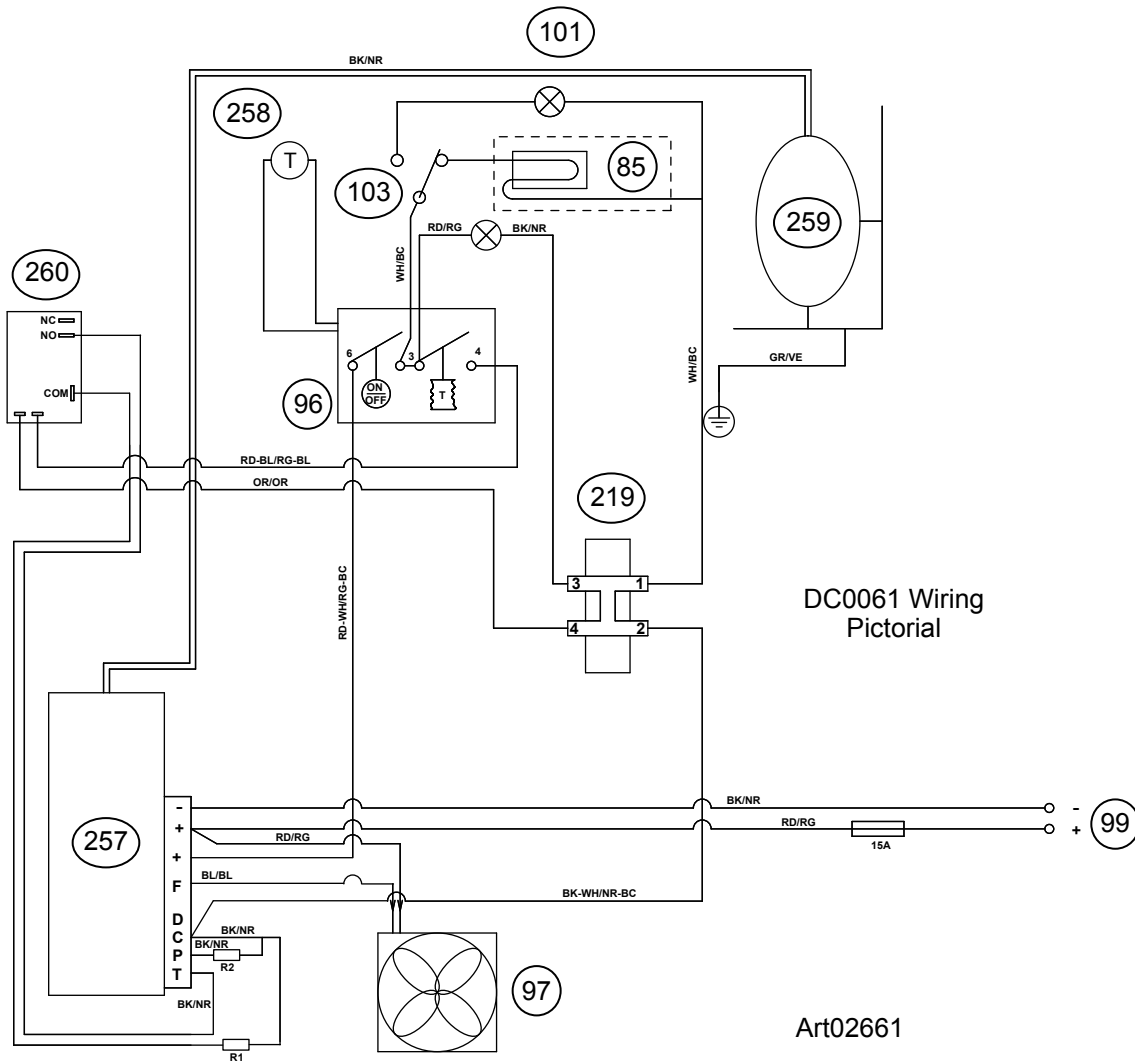 101
BK/NR
258
T
103
85
RD/RG
BK/NR
WH/BC
259
260
NC
NO
COM
6
3
4
ON
OFF
T
96
WH/BC
GR/VE
RD-BL/RG-BL
OR/OR
219
3
1
4
2
RD-WH/RG-BC
DC0061 Wiring
Pictorial
257
-
+
+
F
D
C
P
T
BK/NR
-
RD/RG
RD/RG
15A
+
99
BL/BL
BK-WH/NR-BC
BK/NR
BK/NR
R2
BK/NR
R1
97
Art02661